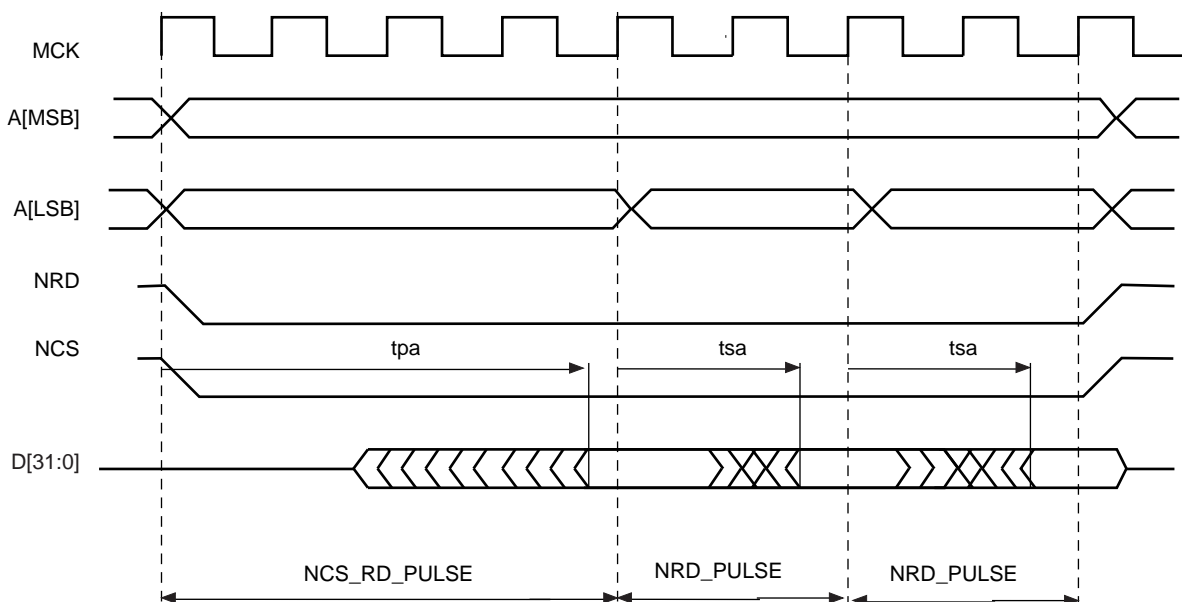 MCK
A[MSB]
A[LSB]
NRD
NCS
tpa
tsa
tsa
D[31:0]
NCS_RD_PULSE
NRD_PULSE
NRD_PULSE